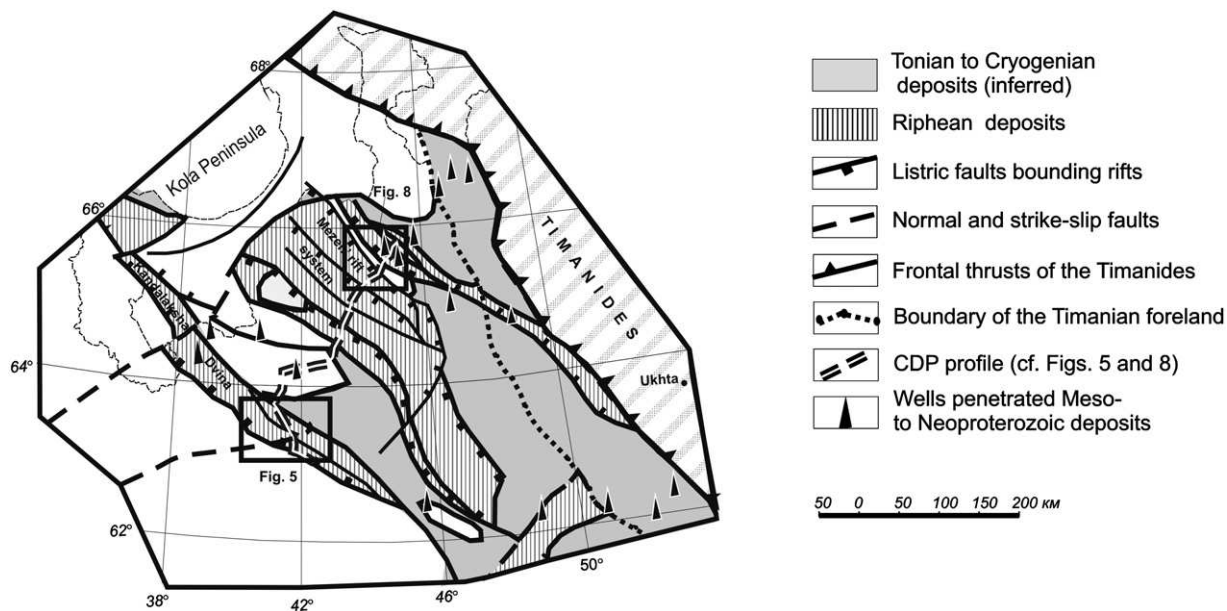 68°
Kola Peninsula
66°
Fig. 8
Mezen rift
system
TIMANIDES
Kandalaksha
Dvina
64°
Ukhta
Fig. 5
62°
50°
38°
42°
46°
Tonian to Cryogenian
deposits (inferred)
Riphean deposits
Listric faults bounding rifts
Normal and strike-slip faults
Frontal thrusts of the Timanides
Boundary of the Timanian foreland
CDP profile (cf. Figs. 5 and 8)
Wells penetrated Meso-
to Neoproterozoic deposits
50 0 50 100 150 200 км